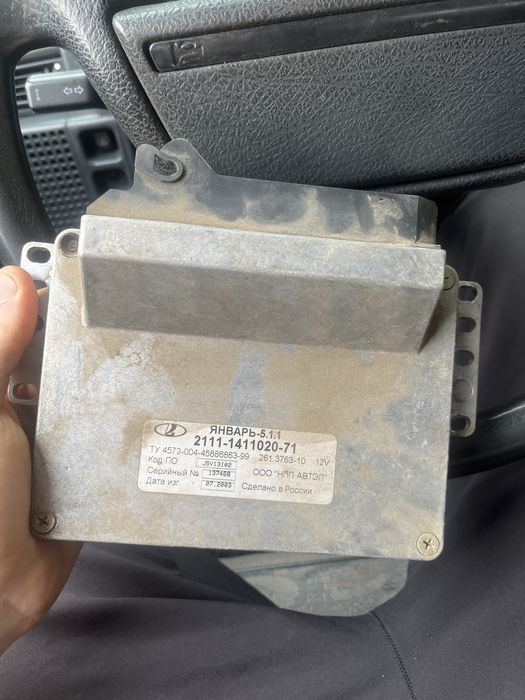 ЯНВАРЬ-5.1.1
2111-1411020-71
ТУ 4573-004-45886863-99 261.3763-10 12V
Код ПО J5V13I02
Серийный № 137468 ООО "НПП АВТЭЛ"
Дата изг. 07.2003 Сделано в России